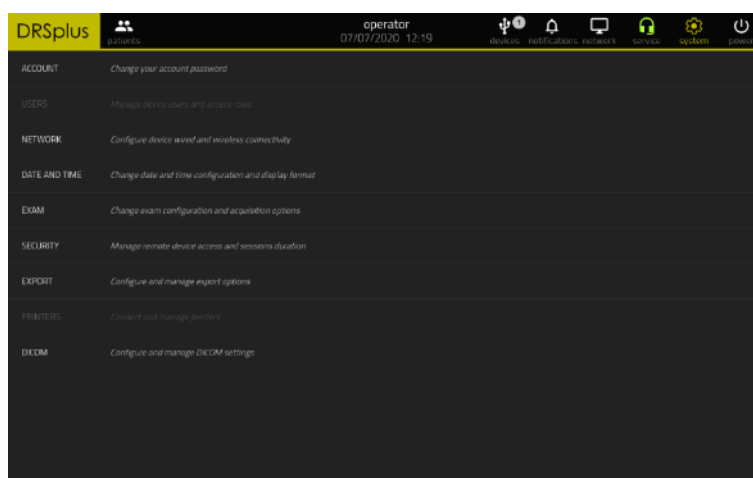 DRSplus
patients
operator
07/07/2020 12:19
devices 1 notifications network service system power
ACCOUNT Change your account password
USERS Manage device users and access roles
NETWORK Configure device wired and wireless connectivity
DATE AND TIME Change date and time configuration and display format
EXAM Change exam configuration and acquisition options
SECURITY Manage remote device access and sessions duration
EXPORT Configure and manage export options
PRINTERS Connect and manage printers
DICOM Configure and manage DICOM settings